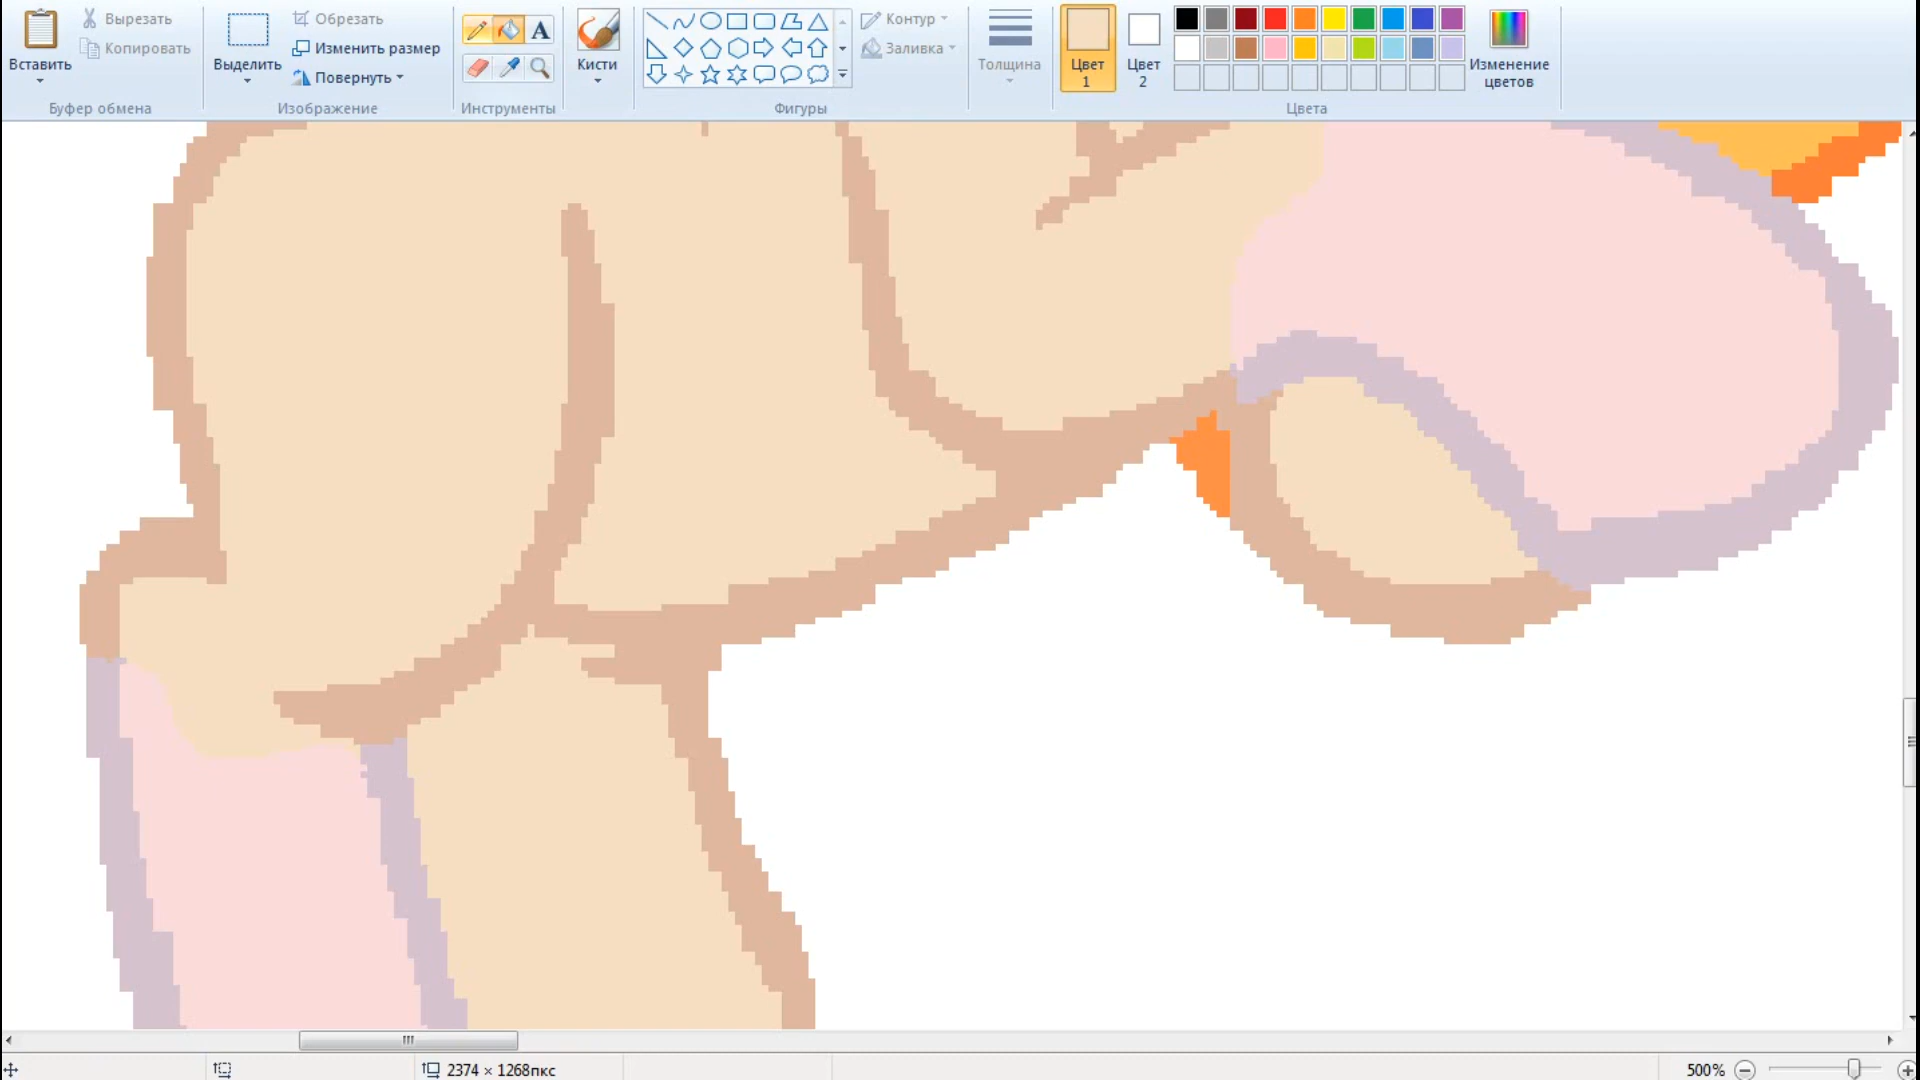 Вставить
Вырезать
Копировать
Буфер обмена
Выделить
Обрезать
Изменить размер
Повернуть
Изображение
A
Инструменты
Кисти
Контур
Заливка
Фигуры
Толщина
Цвет
1
Цвет
2
Изменение
цветов
Цвета
2374 × 1268пкс
500%